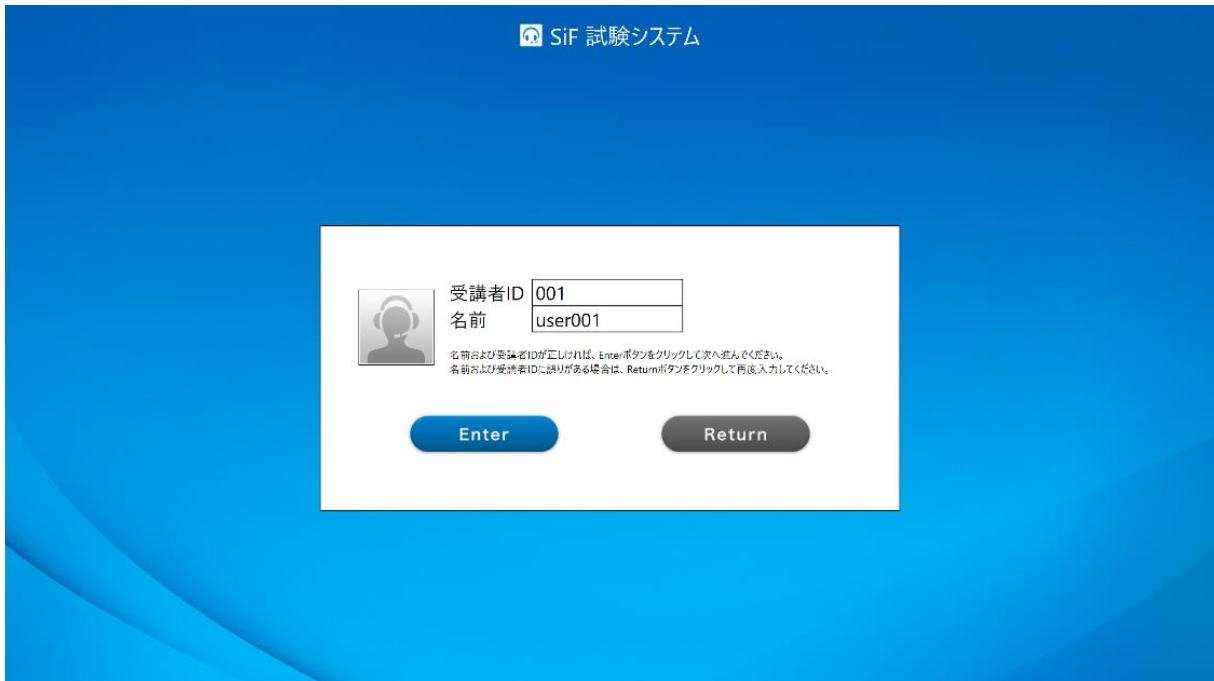 SiF 試験システム
受講者ID 001
名前 user001
名前および受講者IDが正しければ、Enterボタンをクリックして次へ進んでください。
名前および受講者IDに誤りがある場合は、Returnボタンをクリックして再度入力してください。
Enter Return